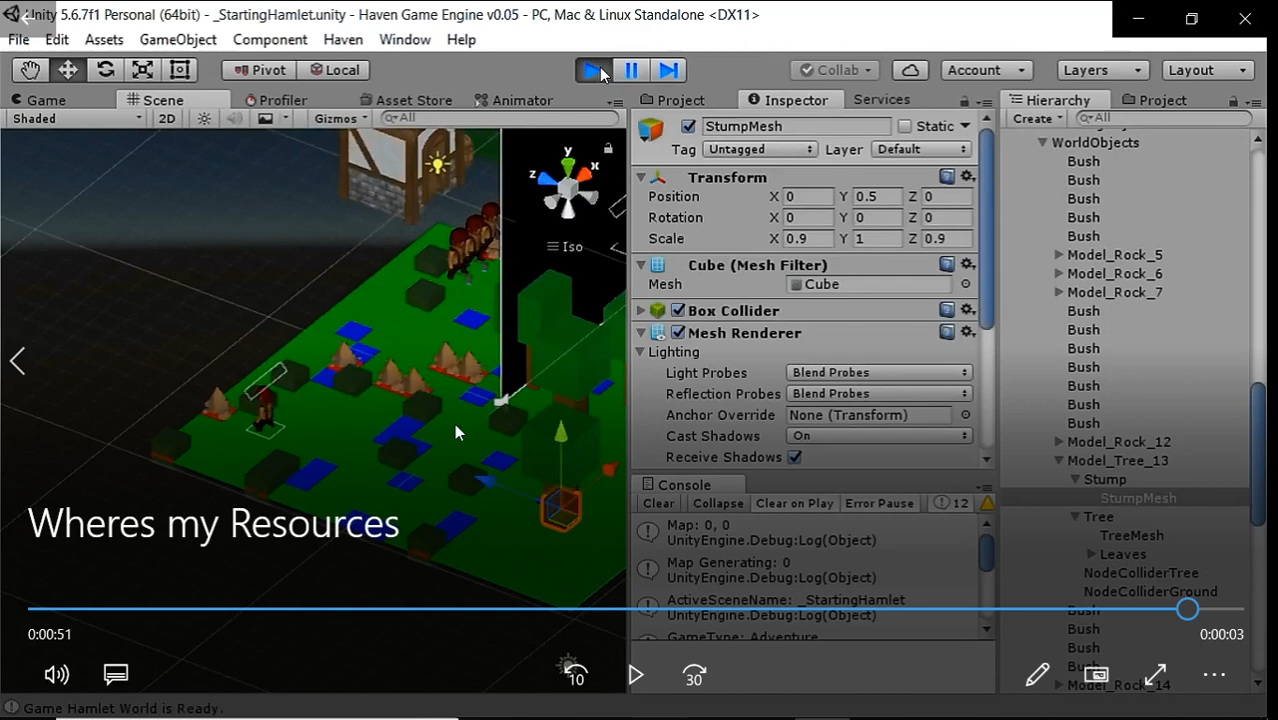 Unity 5.6.7f1 Personal (64bit) - _StartingHamlet.unity - Haven Game Engine v0.05 - PC, Mac & Linux Standalone <DX11>
File Edit Assets GameObject Component Haven Window Help
Pivot Local Collab Account Layers Layout
Game Scene Profiler Asset Store Animator
Shaded 2D Gizmos All
y
x
z
Iso
Project Inspector Services
StumpMesh Static
Tag Untagged Layer Default
Transform
Position X 0 Y 0.5 Z 0
Rotation X 0 Y 0 Z 0
Scale X 0.9 Y 1 Z 0.9
Cube (Mesh Filter)
Mesh Cube
Box Collider
Mesh Renderer
Lighting
Light Probes Blend Probes
Reflection Probes Blend Probes
Anchor Override None (Transform)
Cast Shadows On
Receive Shadows
Console
Clear Collapse Clear on Play Error Pause 12
Map: 0, 0
UnityEngine.Debug:Log(Object)
Map Generating: 0
UnityEngine.Debug:Log(Object)
ActiveSceneName: _StartingHamlet
UnityEngine.Debug:Log(Object)
GameType: Adventure
Hierarchy Project
Create All
WorldObjects
Bush
Bush
Bush
Bush
Bush
Model_Rock_5
Model_Rock_6
Model_Rock_7
Bush
Bush
Bush
Bush
Bush
Bush
Bush
Model_Rock_12
Model_Tree_13
Stump
StumpMesh
Tree
TreeMesh
Leaves
NodeColliderTree
NodeColliderGround
Bush
Bush
Bush
Bush
Model_Rock_14
Wheres my Resources
0:00:51
0:00:03
10
30
Game Hamlet World is Ready.